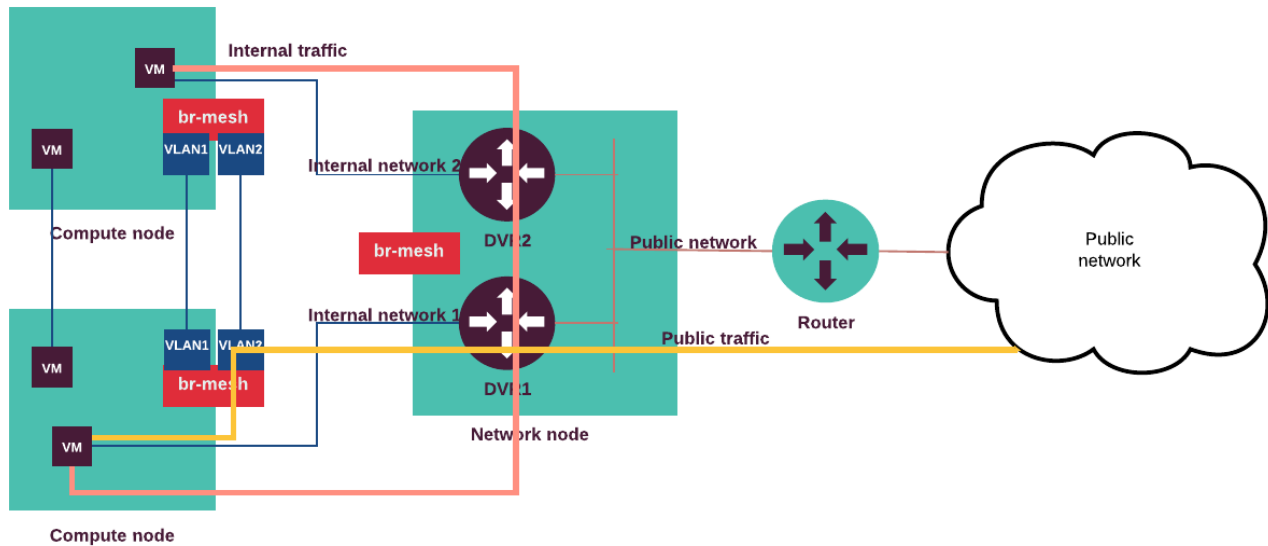 Internal traffic
VM
br-mesh
VLAN1
VLAN2
VM
Compute node
Internal network 2
DVR2
br-mesh
Public network
Router
Public
network
Internal network 1
DVR1
Public traffic
Network node
VLAN1
VLAN2
br-mesh
VM
VM
Compute node